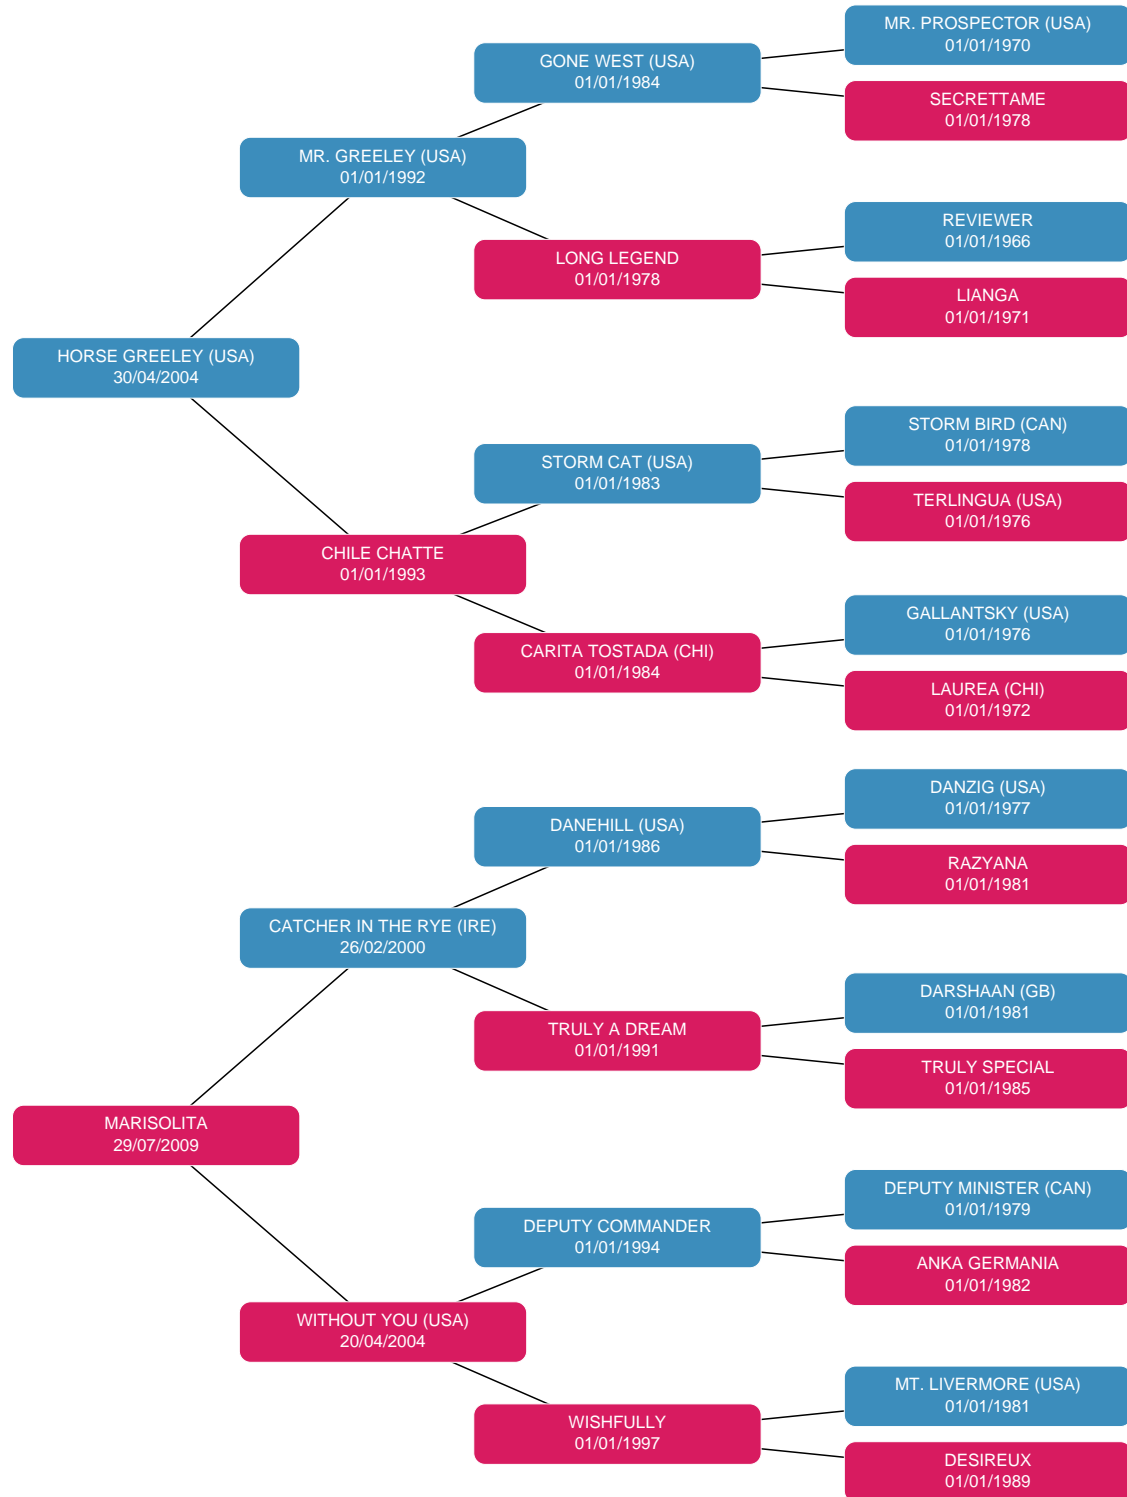 MR. PROSPECTOR (USA)
01/01/1970
GONE WEST (USA)
01/01/1984
SECRETTAME
01/01/1978
MR. GREELEY (USA)
01/01/1992
REVIEWER
01/01/1966
LONG LEGEND
01/01/1978
LIANGA
01/01/1971
HORSE GREELEY (USA)
30/04/2004
STORM BIRD (CAN)
01/01/1978
STORM CAT (USA)
01/01/1983
TERLINGUA (USA)
01/01/1976
CHILE CHATTE
01/01/1993
GALLANTSKY (USA)
01/01/1976
CARITA TOSTADA (CHI)
01/01/1984
LAUREA (CHI)
01/01/1972
DANZIG (USA)
01/01/1977
DANEHILL (USA)
01/01/1986
RAZYANA
01/01/1981
CATCHER IN THE RYE (IRE)
26/02/2000
DARSHAAN (GB)
01/01/1981
TRULY A DREAM
01/01/1991
TRULY SPECIAL
01/01/1985
MARISOLITA
29/07/2009
DEPUTY MINISTER (CAN)
01/01/1979
DEPUTY COMMANDER
01/01/1994
ANKA GERMANIA
01/01/1982
WITHOUT YOU (USA)
20/04/2004
MT. LIVERMORE (USA)
01/01/1981
WISHFULLY
01/01/1997
DESIREUX
01/01/1989